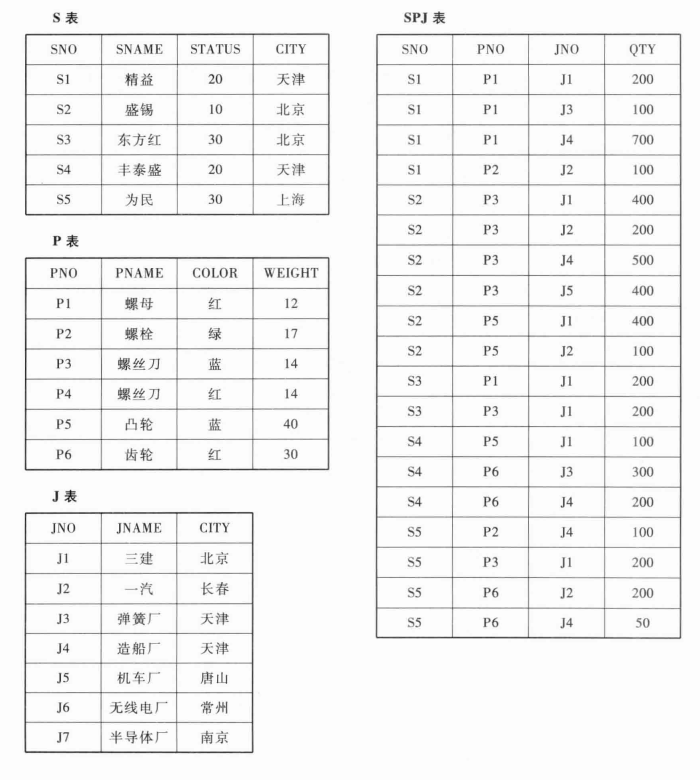 S 表
SNO SNAME STATUS CITY
S1 精益 20 天津
S2 盛锡 10 北京
S3 东方红 30 北京
S4 丰泰盛 20 天津
S5 为民 30 上海
P 表
PNO PNAME COLOR WEIGHT
P1 螺母 红 12
P2 螺栓 绿 17
P3 螺丝刀 蓝 14
P4 螺丝刀 红 14
P5 凸轮 蓝 40
P6 齿轮 红 30
J 表
JNO JNAME CITY
J1 三建 北京
J2 一汽 长春
J3 弹簧厂 天津
J4 造船厂 天津
J5 机车厂 唐山
J6 无线电厂 常州
J7 半导体厂 南京
SPJ 表
SNO PNO JNO QTY
S1 P1 J1 200
S1 P1 J3 100
S1 P1 J4 700
S1 P2 J2 100
S2 P3 J1 400
S2 P3 J2 200
S2 P3 J4 500
S2 P3 J5 400
S2 P5 J1 400
S2 P5 J2 100
S3 P1 J1 200
S3 P3 J1 200
S4 P5 J1 100
S4 P6 J3 300
S4 P6 J4 200
S5 P2 J4 100
S5 P3 J1 200
S5 P6 J2 200
S5 P6 J4 50